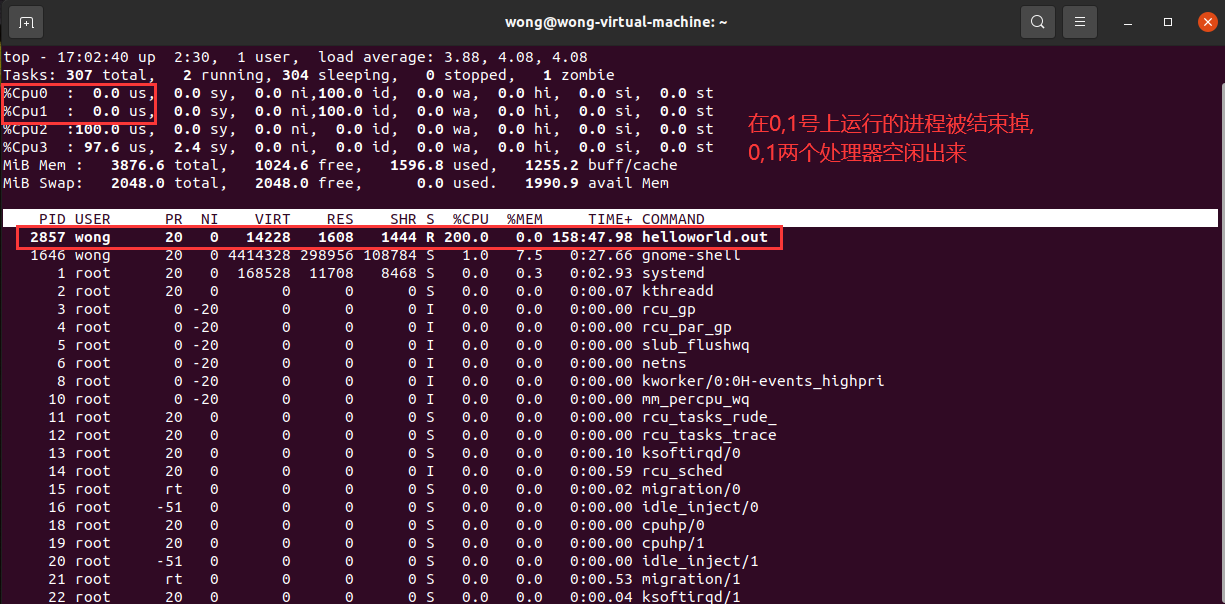 wong@wong-virtual-machine: ~
top - 17:02:40 up  2:30,  1 user,  load average: 3.88, 4.08, 4.08
Tasks: 307 total,   2 running, 304 sleeping,   0 stopped,   1 zombie
%Cpu0  :  0.0 us,  0.0 sy,  0.0 ni,100.0 id,  0.0 wa,  0.0 hi,  0.0 si,  0.0 st
%Cpu1  :  0.0 us,  0.0 sy,  0.0 ni,100.0 id,  0.0 wa,  0.0 hi,  0.0 si,  0.0 st
%Cpu2  :100.0 us,  0.0 sy,  0.0 ni,  0.0 id,  0.0 wa,  0.0 hi,  0.0 si,  0.0 st
%Cpu3  : 97.6 us,  2.4 sy,  0.0 ni,  0.0 id,  0.0 wa,  0.0 hi,  0.0 si,  0.0 st
在0,1号上运行的进程被结束掉,
0,1两个处理器空闲出来
MiB Mem :   3876.6 total,   1024.6 free,   1596.8 used,   1255.2 buff/cache
MiB Swap:   2048.0 total,   2048.0 free,      0.0 used.   1990.9 avail Mem
PID USER      PR  NI    VIRT    RES    SHR S  %CPU  %MEM     TIME+ COMMAND
2857 wong      20   0   14228   1608   1444 R 200.0   0.0 158:47.98 helloworld.out
1646 wong      20   0 4414328 298956 108784 S   1.0   7.5   0:27.66 gnome-shell
1 root      20   0  168528  11708   8468 S   0.0   0.3   0:02.93 systemd
2 root      20   0       0      0      0 S   0.0   0.0   0:00.07 kthreadd
3 root       0 -20       0      0      0 I   0.0   0.0   0:00.00 rcu_gp
4 root       0 -20       0      0      0 I   0.0   0.0   0:00.00 rcu_par_gp
5 root       0 -20       0      0      0 I   0.0   0.0   0:00.00 slub_flushwq
6 root       0 -20       0      0      0 I   0.0   0.0   0:00.00 netns
8 root       0 -20       0      0      0 I   0.0   0.0   0:00.00 kworker/0:0H-events_highpri
10 root       0 -20       0      0      0 I   0.0   0.0   0:00.00 mm_percpu_wq
11 root      20   0       0      0      0 S   0.0   0.0   0:00.00 rcu_tasks_rude_
12 root      20   0       0      0      0 S   0.0   0.0   0:00.00 rcu_tasks_trace
13 root      20   0       0      0      0 S   0.0   0.0   0:00.10 ksoftirqd/0
14 root      20   0       0      0      0 I   0.0   0.0   0:00.59 rcu_sched
15 root      rt   0       0      0      0 S   0.0   0.0   0:00.02 migration/0
16 root     -51   0       0      0      0 S   0.0   0.0   0:00.00 idle_inject/0
18 root      20   0       0      0      0 S   0.0   0.0   0:00.00 cpuhp/0
19 root      20   0       0      0      0 S   0.0   0.0   0:00.00 cpuhp/1
20 root     -51   0       0      0      0 S   0.0   0.0   0:00.00 idle_inject/1
21 root      rt   0       0      0      0 S   0.0   0.0   0:00.53 migration/1
22 root      20   0       0      0      0 S   0.0   0.0   0:00.04 ksoftirqd/1